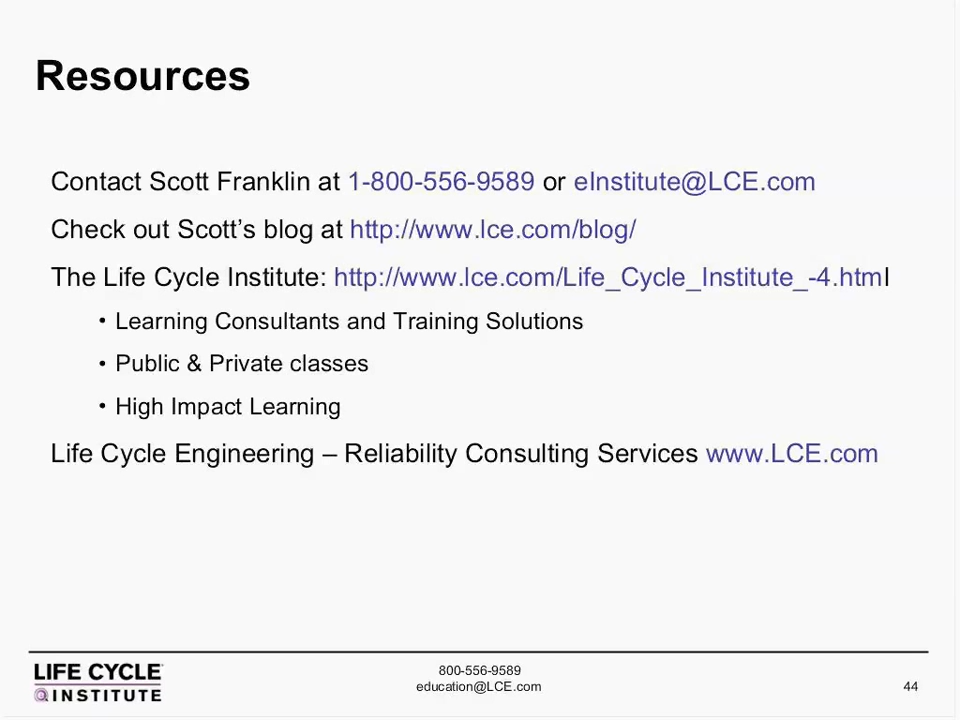 Resources
Contact Scott Franklin at 1-800-556-9589 or eInstitute@LCE.com
Check out Scott’s blog at http://www.lce.com/blog/
The Life Cycle Institute: http://www.lce.com/Life_Cycle_Institute_-4.html
• Learning Consultants and Training Solutions
• Public & Private classes
• High Impact Learning
Life Cycle Engineering – Reliability Consulting Services www.LCE.com
LIFE CYCLE
INSTITUTE
800-556-9589
education@LCE.com
44